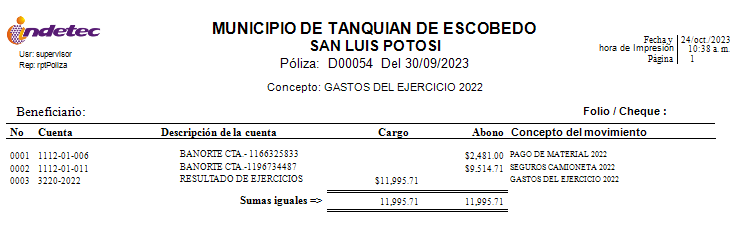 indetec
MUNICIPIO DE TANQUIAN DE ESCOBEDO
SAN LUIS POTOSI
Usr: supervisor
Rep: rptPoliza
Fecha y 24/oct./2023
hora de Impresión 10:38 a. m.
Página 1
Póliza: D00054 Del 30/09/2023
Concepto: GASTOS DEL EJERCICIO 2022
Beneficiario: Folio / Cheque :
No Cuenta Descripción de la cuenta Cargo Abono Concepto del movimiento
0001 1112-01-006 BANORTE CTA.- 1166325833 $2,481.00 PAGO DE MATERIAL 2022
0002 1112-01-011 BANORTE CTA.-1196734487 $9,514.71 SEGUROS CAMIONETA 2022
0003 3220-2022 RESULTADO DE EJERCICIOS $11,995.71 GASTOS DEL EJERCICIO 2022
Sumas iguales => 11,995.71 11,995.71